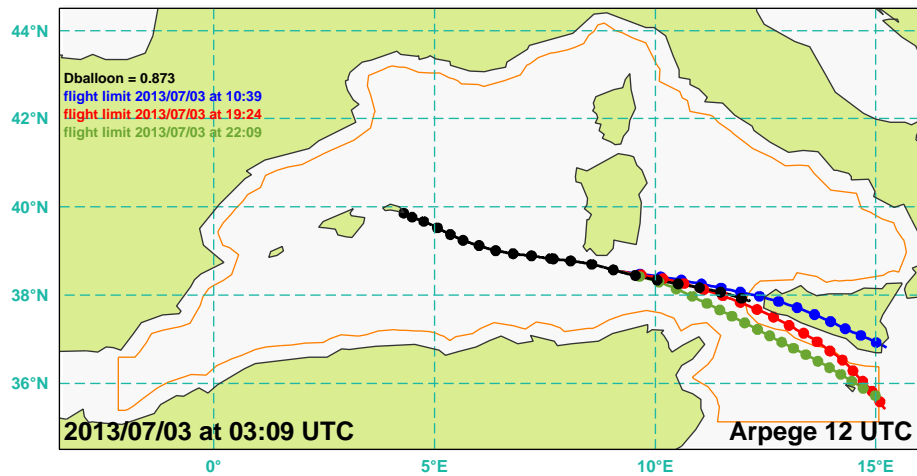 44°N
Dballoon = 0.873
flight limit 2013/07/03 at 10:39
flight limit 2013/07/03 at 19:24
flight limit 2013/07/03 at 22:09
42°N
40°N
38°N
36°N
2013/07/03 at 03:09 UTC
Arpege 12 UTC
0°
5°E
10°E
15°E